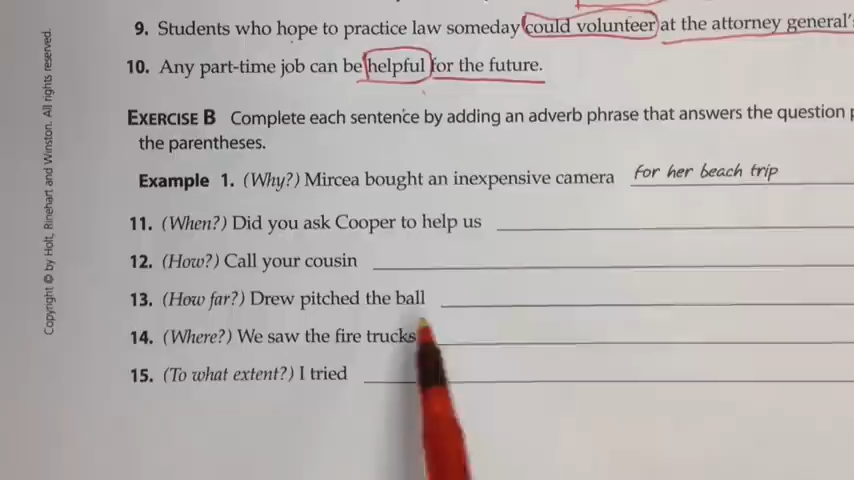 9. Students who hope to practice law someday could volunteer at the attorney general's
10. Any part-time job can be helpful for the future.
EXERCISE B Complete each sentence by adding an adverb phrase that answers the question
the parentheses.
Example 1. (Why?) Mircea bought an inexpensive camera for her beach trip
11. (When?) Did you ask Cooper to help us
12. (How?) Call your cousin
13. (How far?) Drew pitched the ball
14. (Where?) We saw the fire trucks
15. (To what extent?) I tried
Copyright © by Holt, Rinehart and Winston. All rights reserved.